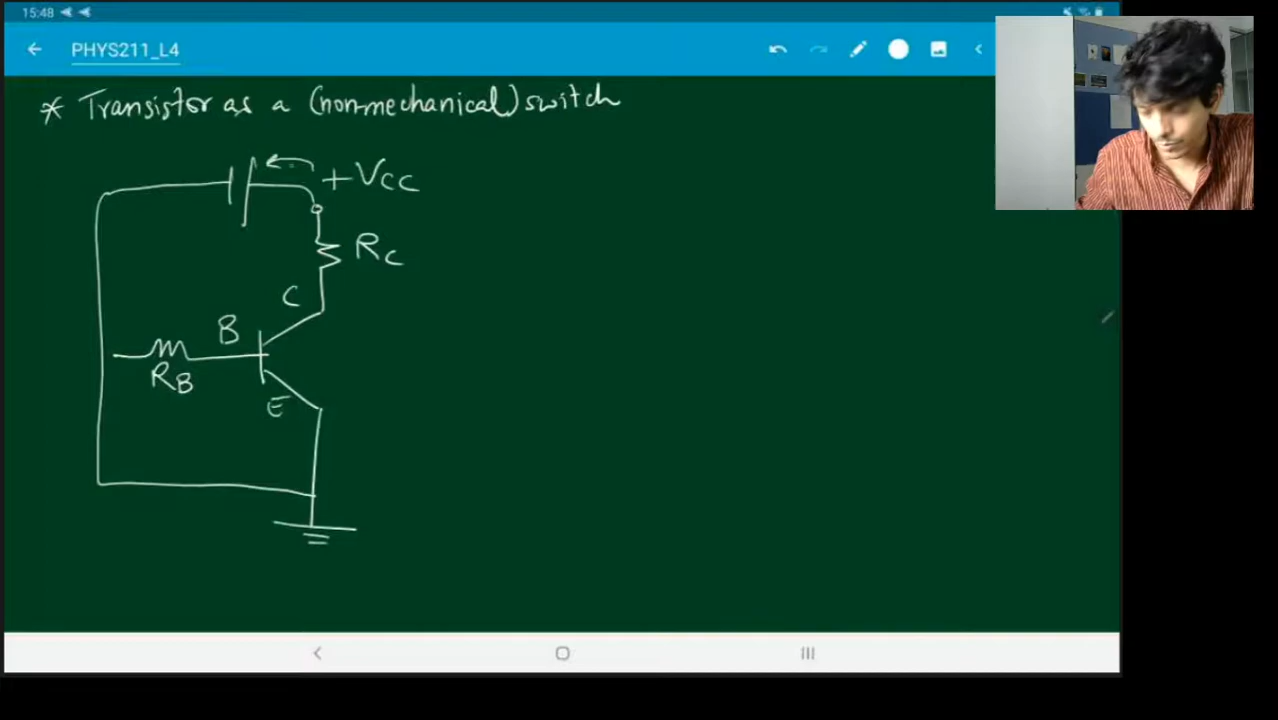 15:48
PHYS211_L4
* Transistor as a (non-mechanical) switch
+VCC
RC
C
B
RB
E